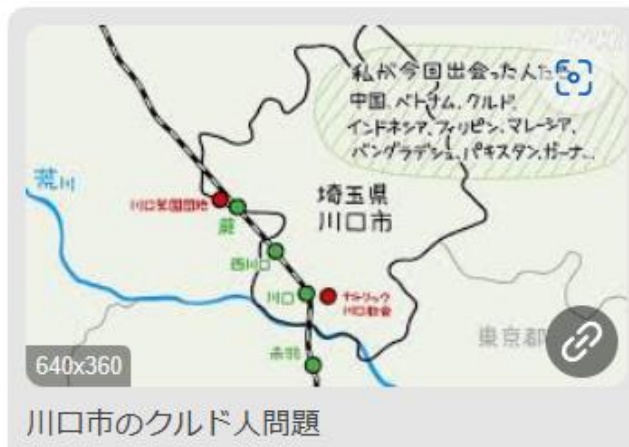 私が今回出会った人た
中国、ベトナム、クルド、
インドネシア、フィリピン、マレーシア、
バングラデシュ、パキスタン、ガーナ...
荒川
川口芝園団地
蕨
埼玉県
川口市
西川口
川口
カトリック
川口教会
赤羽
東京都
640x360
川口市のクルド人問題